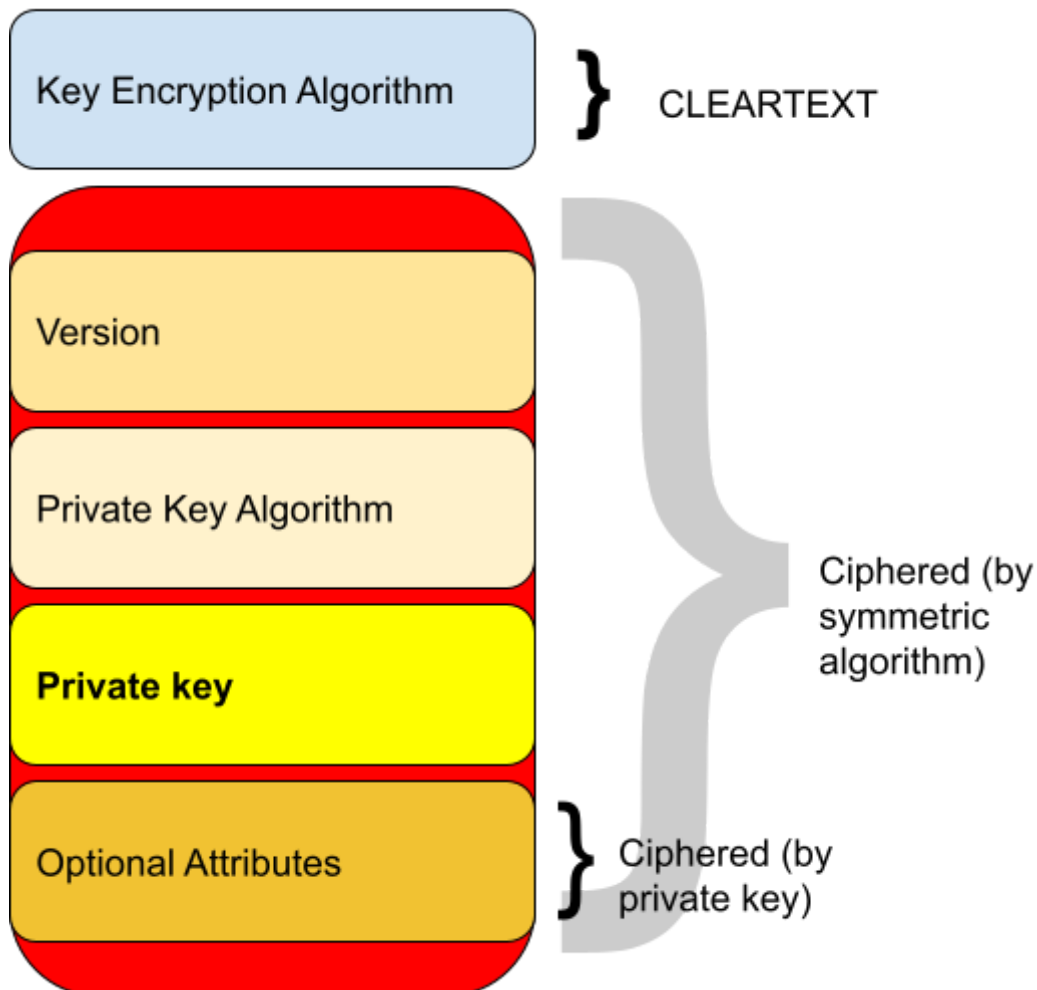 Key Encryption Algorithm
CLEARTEXT
Version
Private Key Algorithm
Ciphered (by
symmetric
algorithm)
Private key
Optional Attributes
Ciphered (by
private key)